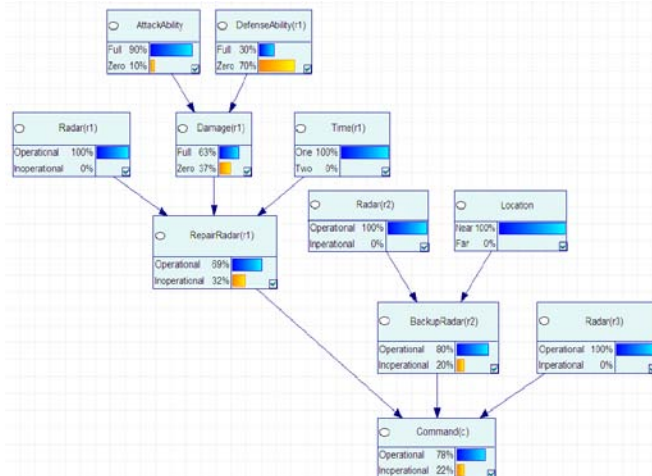 AttackAbility
Full 90%
Zero 10%
DefenseAbility(r1)
Full 30%
Zero 70%
Radar(r1)
Operational 100%
Inoperational 0%
Damage(r1)
Full 63%
Zero 37%
Time(r1)
One 100%
Two 0%
RepairRadar(r1)
Operational 69%
Inoperational 32%
Radar(r2)
Operational 100%
Inperational 0%
Location
Near 100%
Far 0%
BackupRadar(r2)
Operational 80%
Incperational 20%
Radar(r3)
Operational 100%
Inperational 0%
Command(c)
Operational 78%
Inoperational 22%